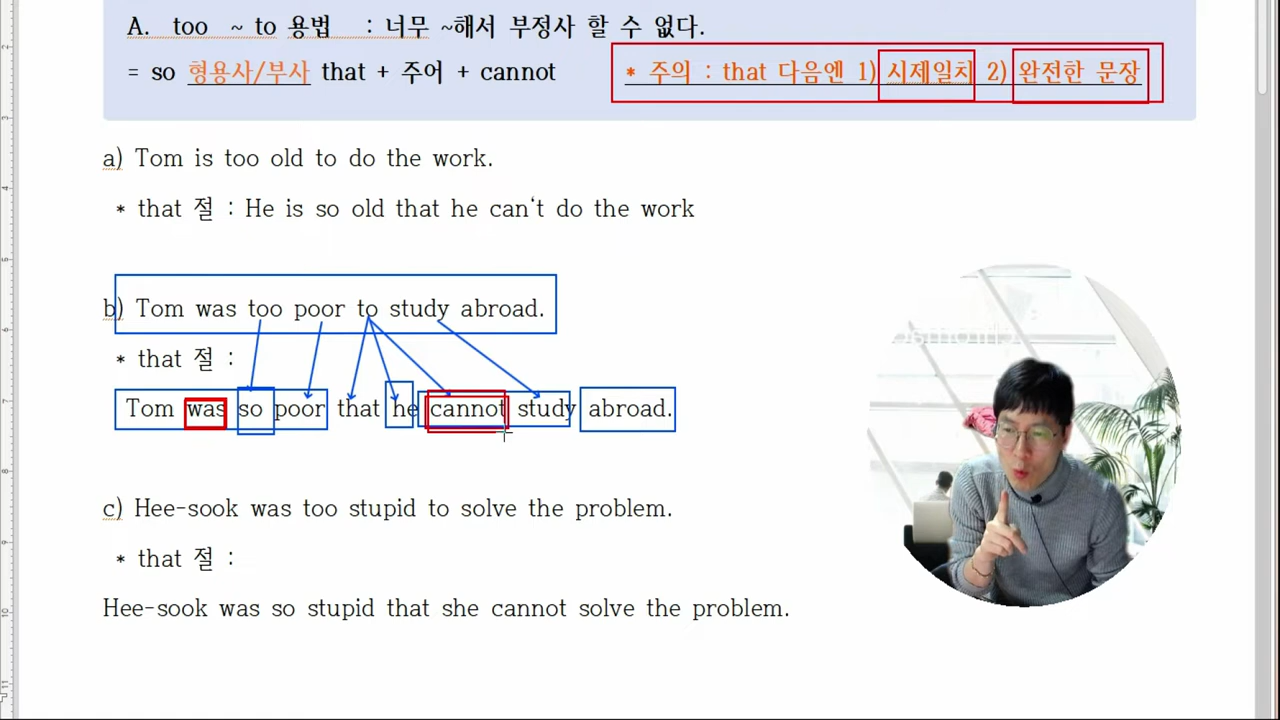 A. too ~ to 용법 : 너무 ~해서 부정사 할 수 없다.
= so 형용사/부사 that + 주어 + cannot * 주의 : that 다음엔 1) 시제일치 2) 완전한 문장
a) Tom is too old to do the work.
* that 절 : He is so old that he can't do the work
b) Tom was too poor to study abroad.
* that 절 :
Tom was so poor that he cannot study abroad.
c) Hee-sook was too stupid to solve the problem.
* that 절 :
Hee-sook was so stupid that she cannot solve the problem.